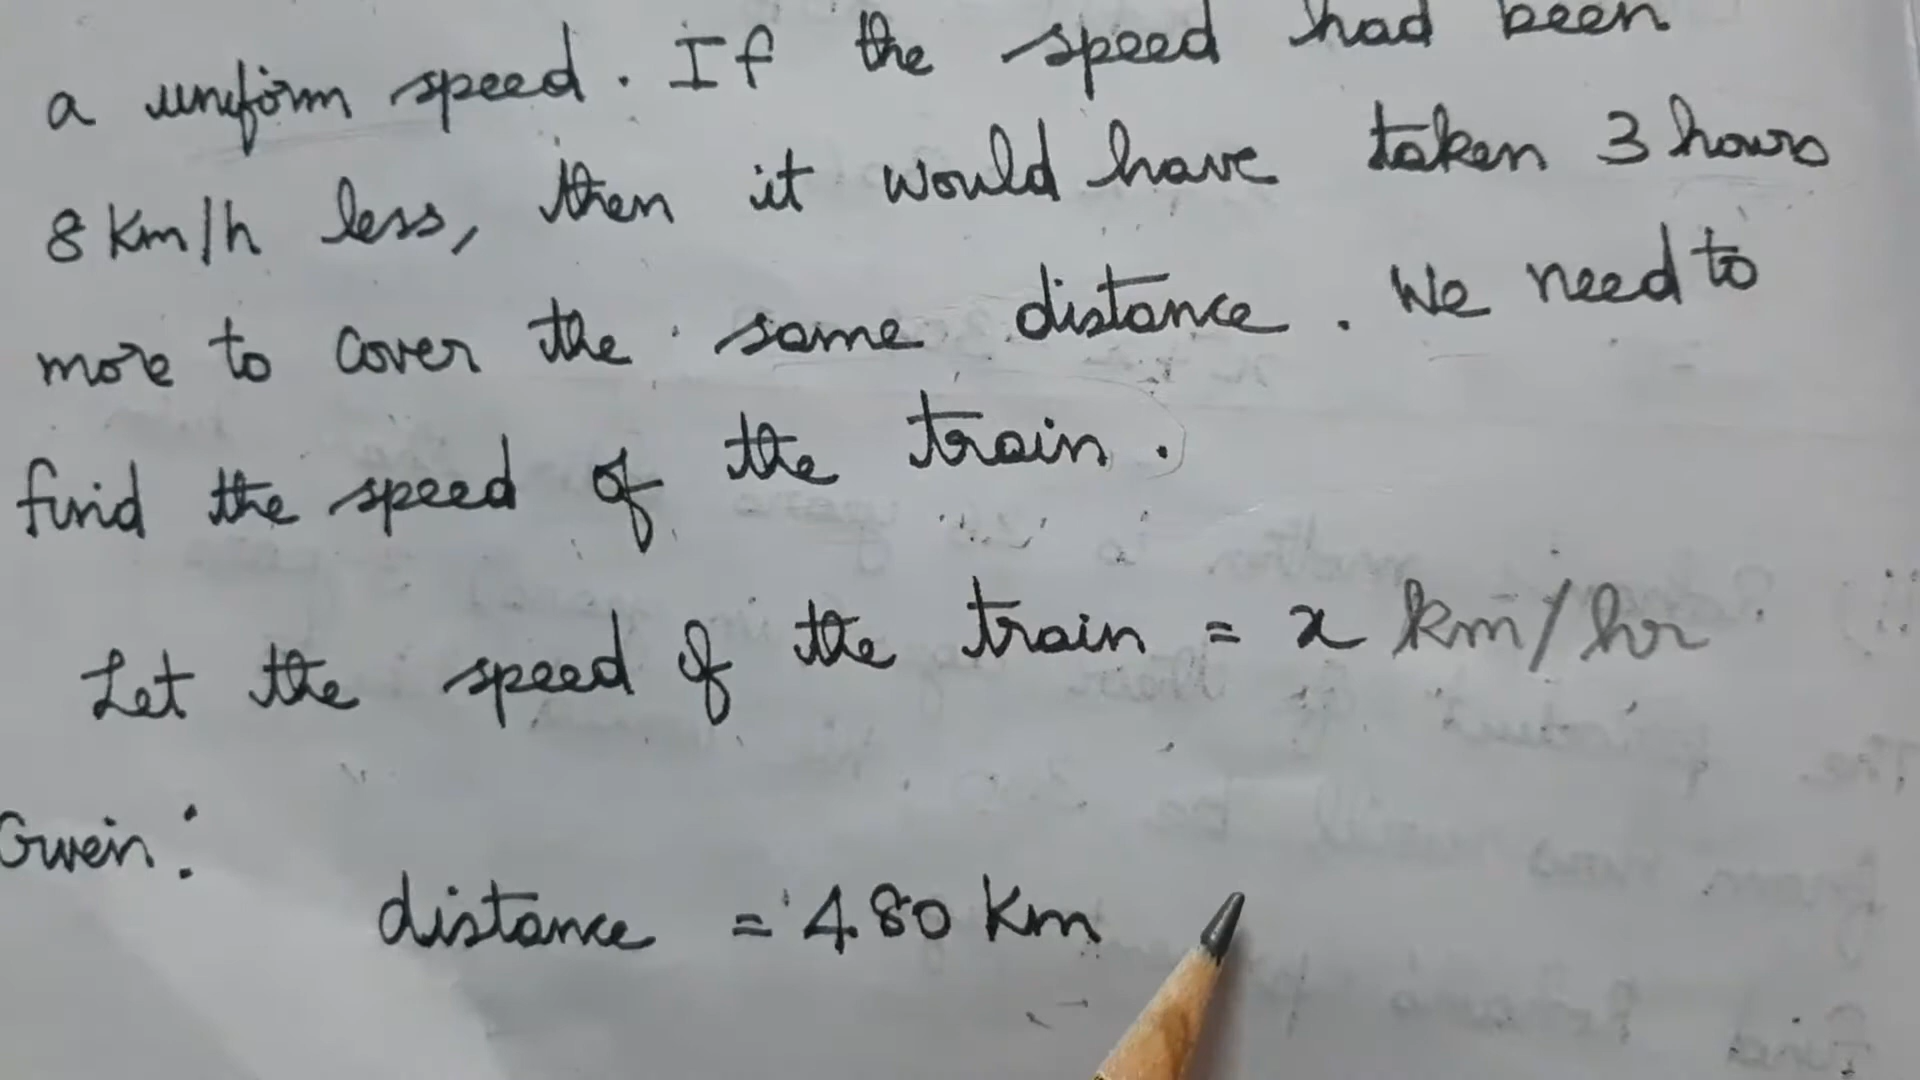 a uniform speed. If the speed had been
8 Km/h less, then it would have taken 3 hours
more to cover the same distance. We need to
find the speed of the train.
Let the speed of the train = x km/hr
Given:
distance = 480 Km